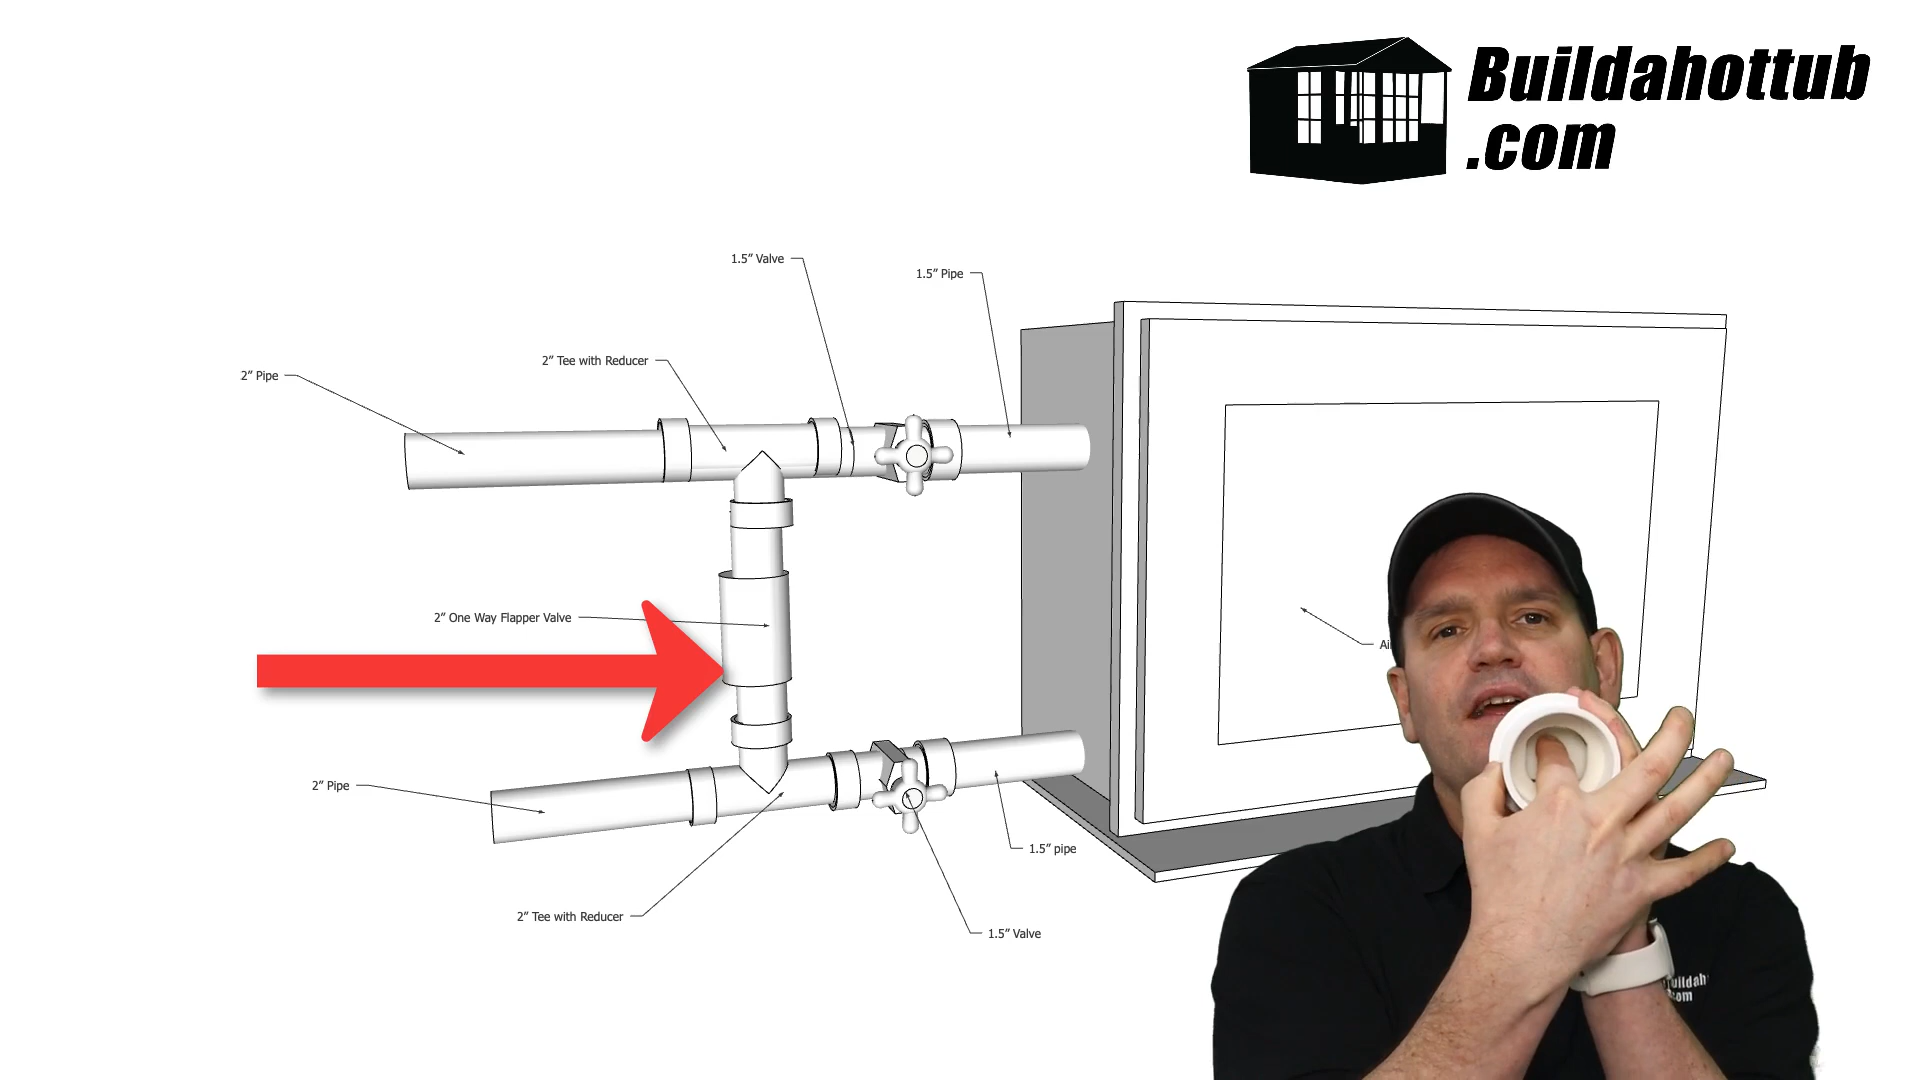 Buildahottub
.com
1.5" Valve
1.5" Pipe
2" Tee with Reducer
2" Pipe
2" One Way Flapper Valve
2" Pipe
1.5" pipe
2" Tee with Reducer
1.5" Valve
.com